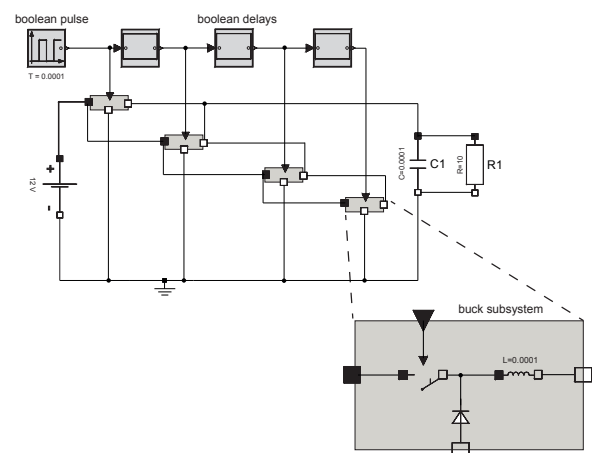 boolean pulse
boolean delays
T = 0.0001
+
12 V
-
C=0.0001
C1
R=10
R1
buck subsystem
L=0.0001